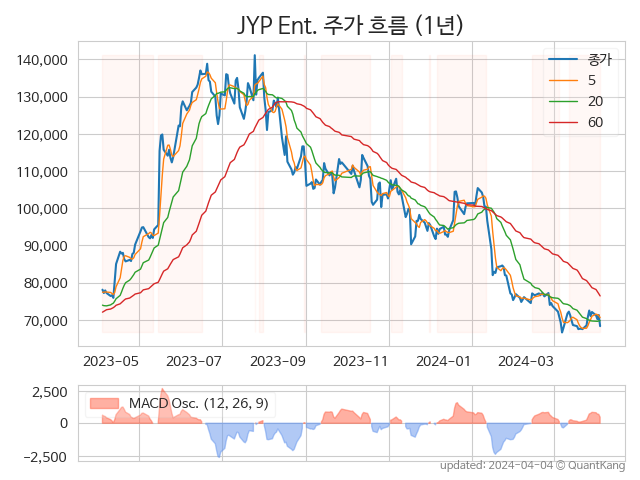 JYP Ent. 주가 흐름 (1년)
140,000
130,000
120,000
110,000
100,000
90,000
80,000
70,000
종가
5
20
60
2023-05 2023-07 2023-09 2023-11 2024-01 2024-03
2,500
0
−2,500
MACD Osc. (12, 26, 9)
updated: 2024-04-04 © QuantKang